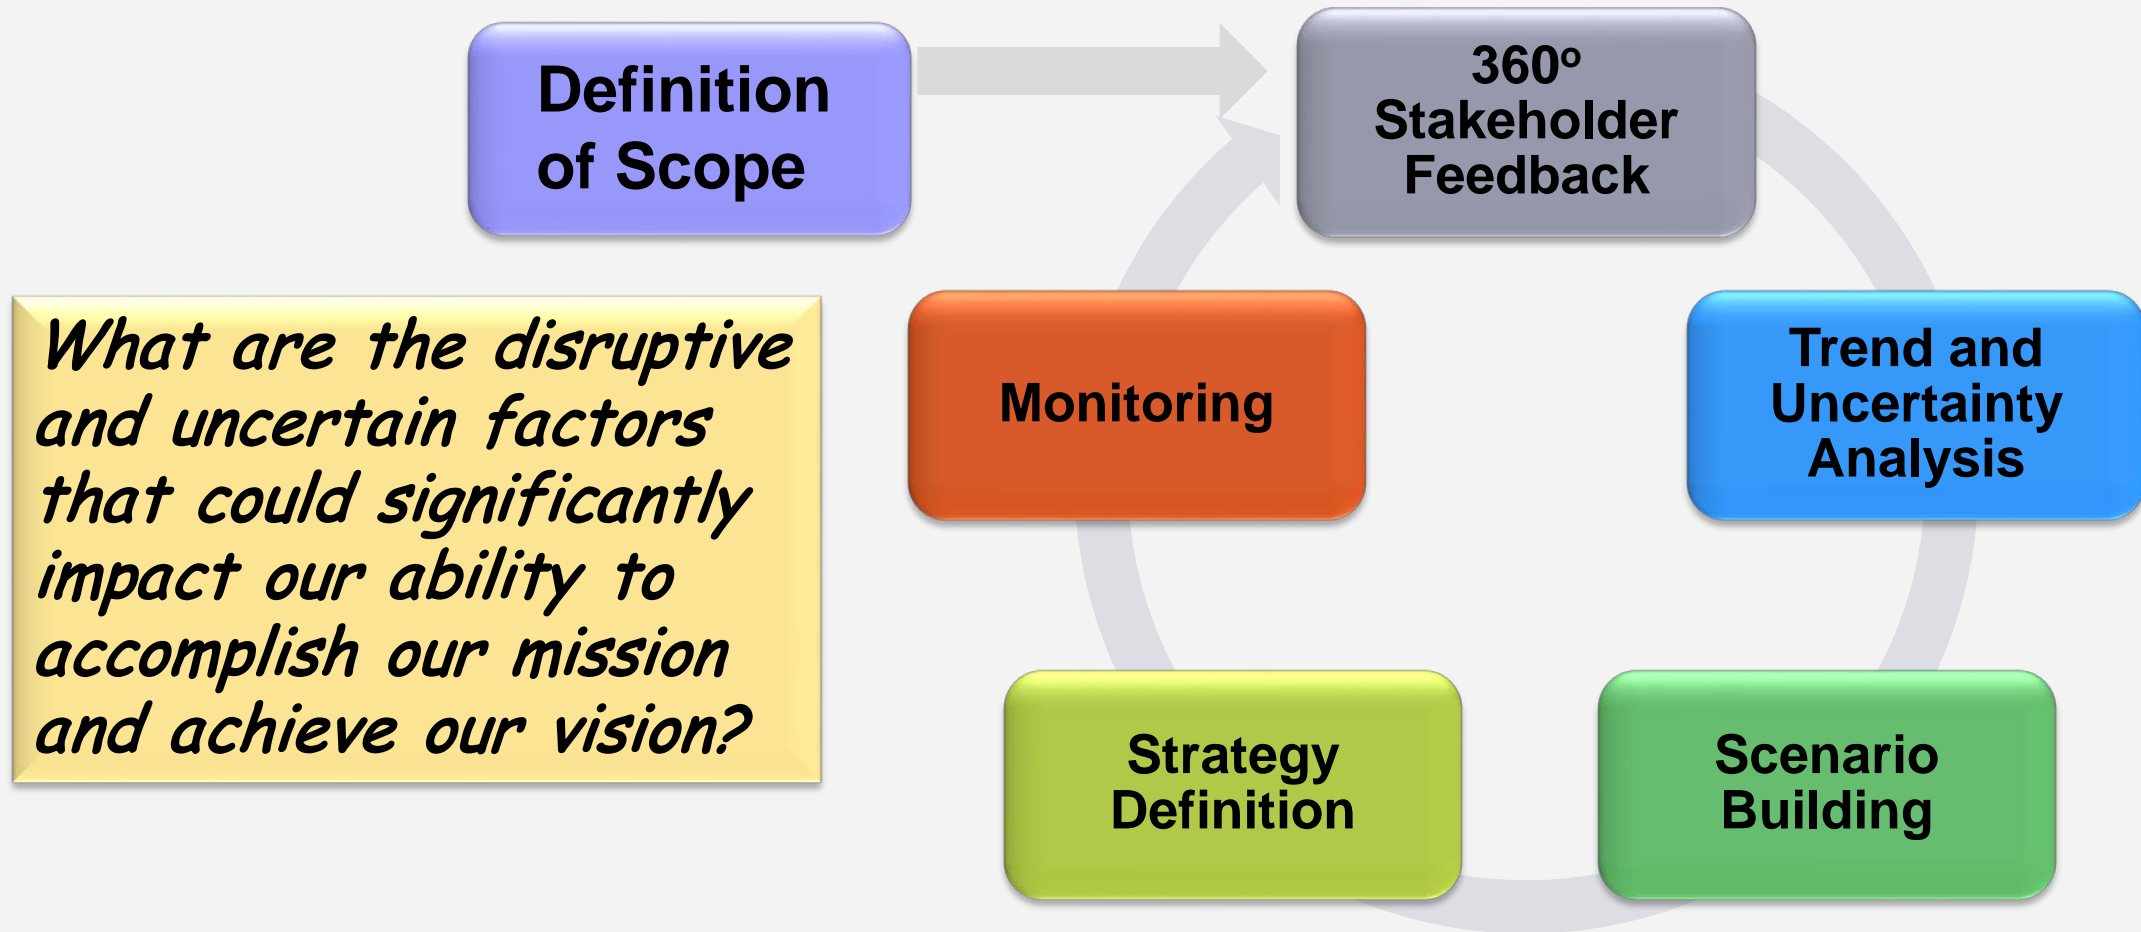 Definition
of Scope
360º
Stakeholder
Feedback
What are the disruptive
and uncertain factors
that could significantly
impact our ability to
accomplish our mission
and achieve our vision?
Monitoring
Trend and
Uncertainty
Analysis
Strategy
Definition
Scenario
Building